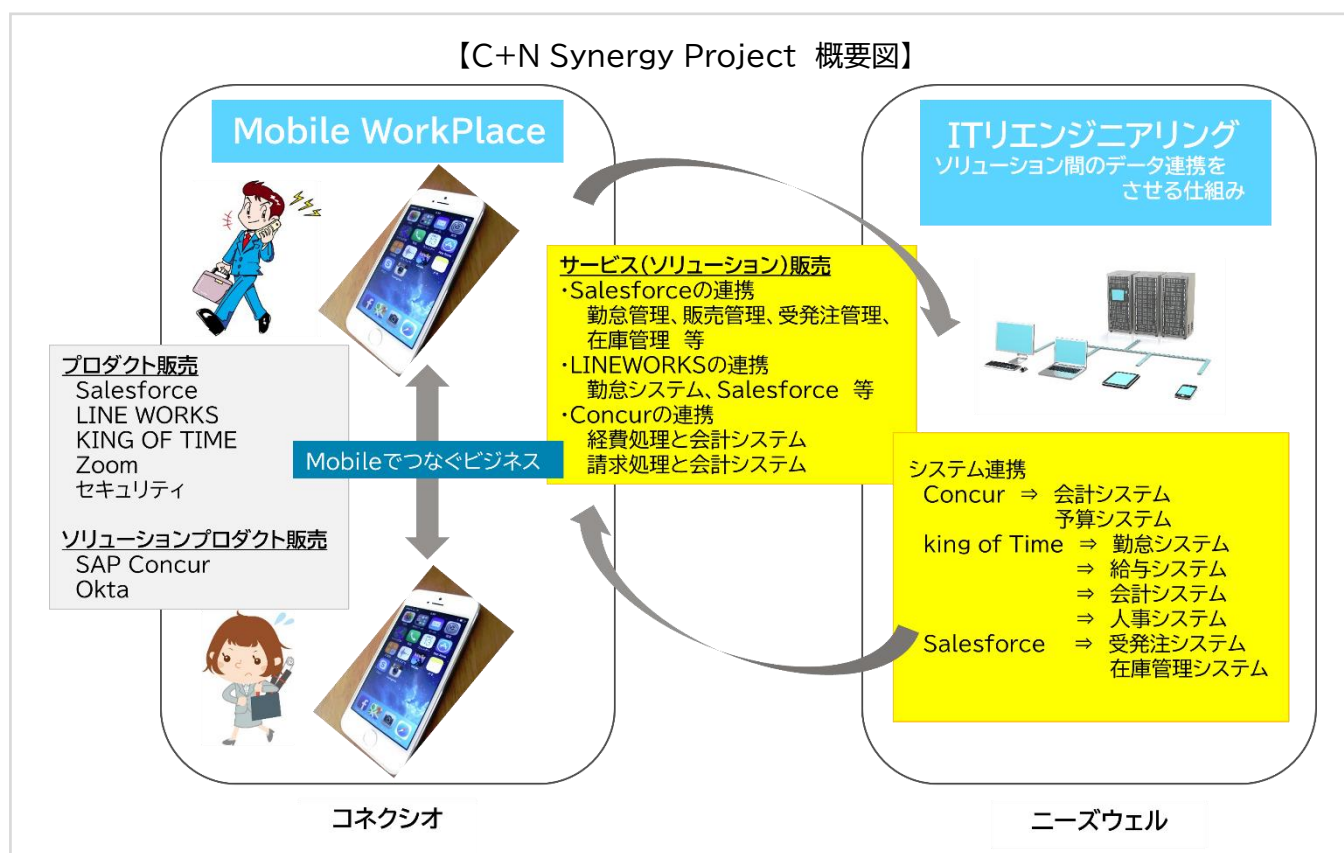 【C+N Synergy Project 概要図】
Mobile WorkPlace
プロダクト販売
Salesforce
LINE WORKS
KING OF TIME
Zoom
セキュリティ
ソリューションプロダクト販売
SAP Concur
Okta
Mobileでつなぐビジネス
サービス(ソリューション)販売
・Salesforceの連携
勤怠管理、販売管理、受発注管理、
在庫管理 等
・LINEWORKSの連携
勤怠システム、Salesforce 等
・Concurの連携
経費処理と会計システム
請求処理と会計システム
ITリエンジニアリング
ソリューション間のデータ連携を
させる仕組み
システム連携
Concur ⇒ 会計システム
予算システム
king of Time ⇒ 勤怠システム
⇒ 給与システム
⇒ 会計システム
⇒ 人事システム
Salesforce ⇒ 受発注システム
在庫管理システム
コネクシオ
ニーズウェル